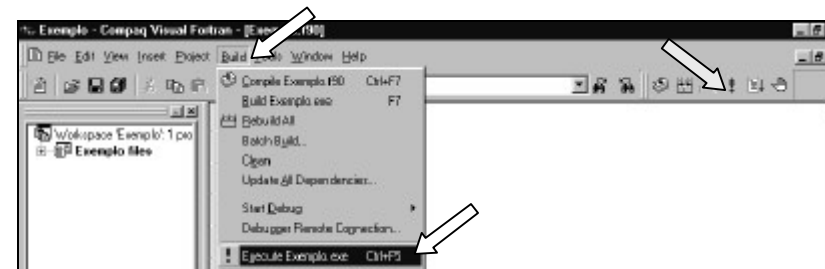 Exemplo - Compaq Visual Fortran - [Exemplo.f90]
File Edit View Insert Project Build Tools Window Help
Compile Exemplo.f90 Ctrl+F7
Build Exemplo.exe F7
Rebuild All
Batch Build...
Clean
Update All Dependencies...
Start Debug
Debugger Remote Connection...
Execute Exemplo.exe Ctrl+F5
Workspace 'Exemplo': 1 pro
Exemplo files